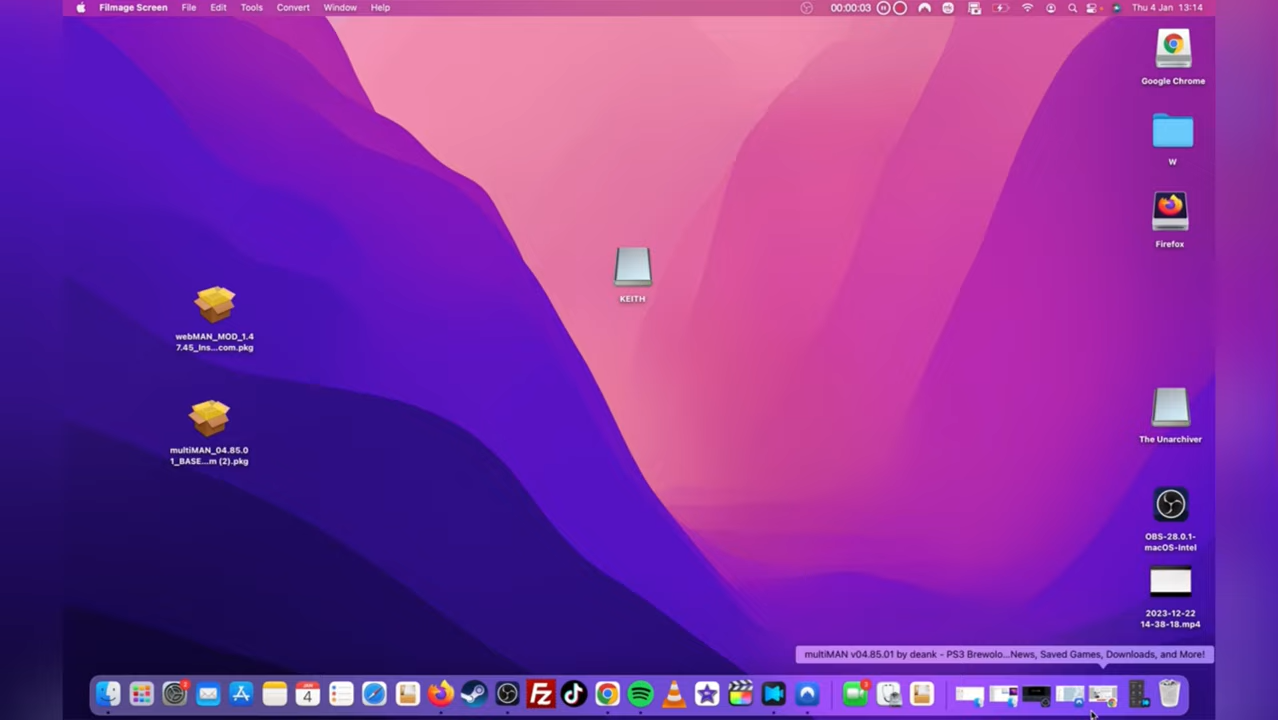 Filmage Screen File Edit Tools Convert Window Help 00:00:03 Thu 4 Jan 13:14
Google Chrome
W
Firefox
KEITH
webMAN_MOD_1.4
7.45_Ins...com.pkg
multiMAN_04.85.0
1_BASE...m (2).pkg
The Unarchiver
OBS-28.0.1-
macOS-Intel
2023-12-22
14-38-18.mp4
multiMAN v04.85.01 by deank - PS3 Brewolo...News, Saved Games, Downloads, and More!
4
FZ